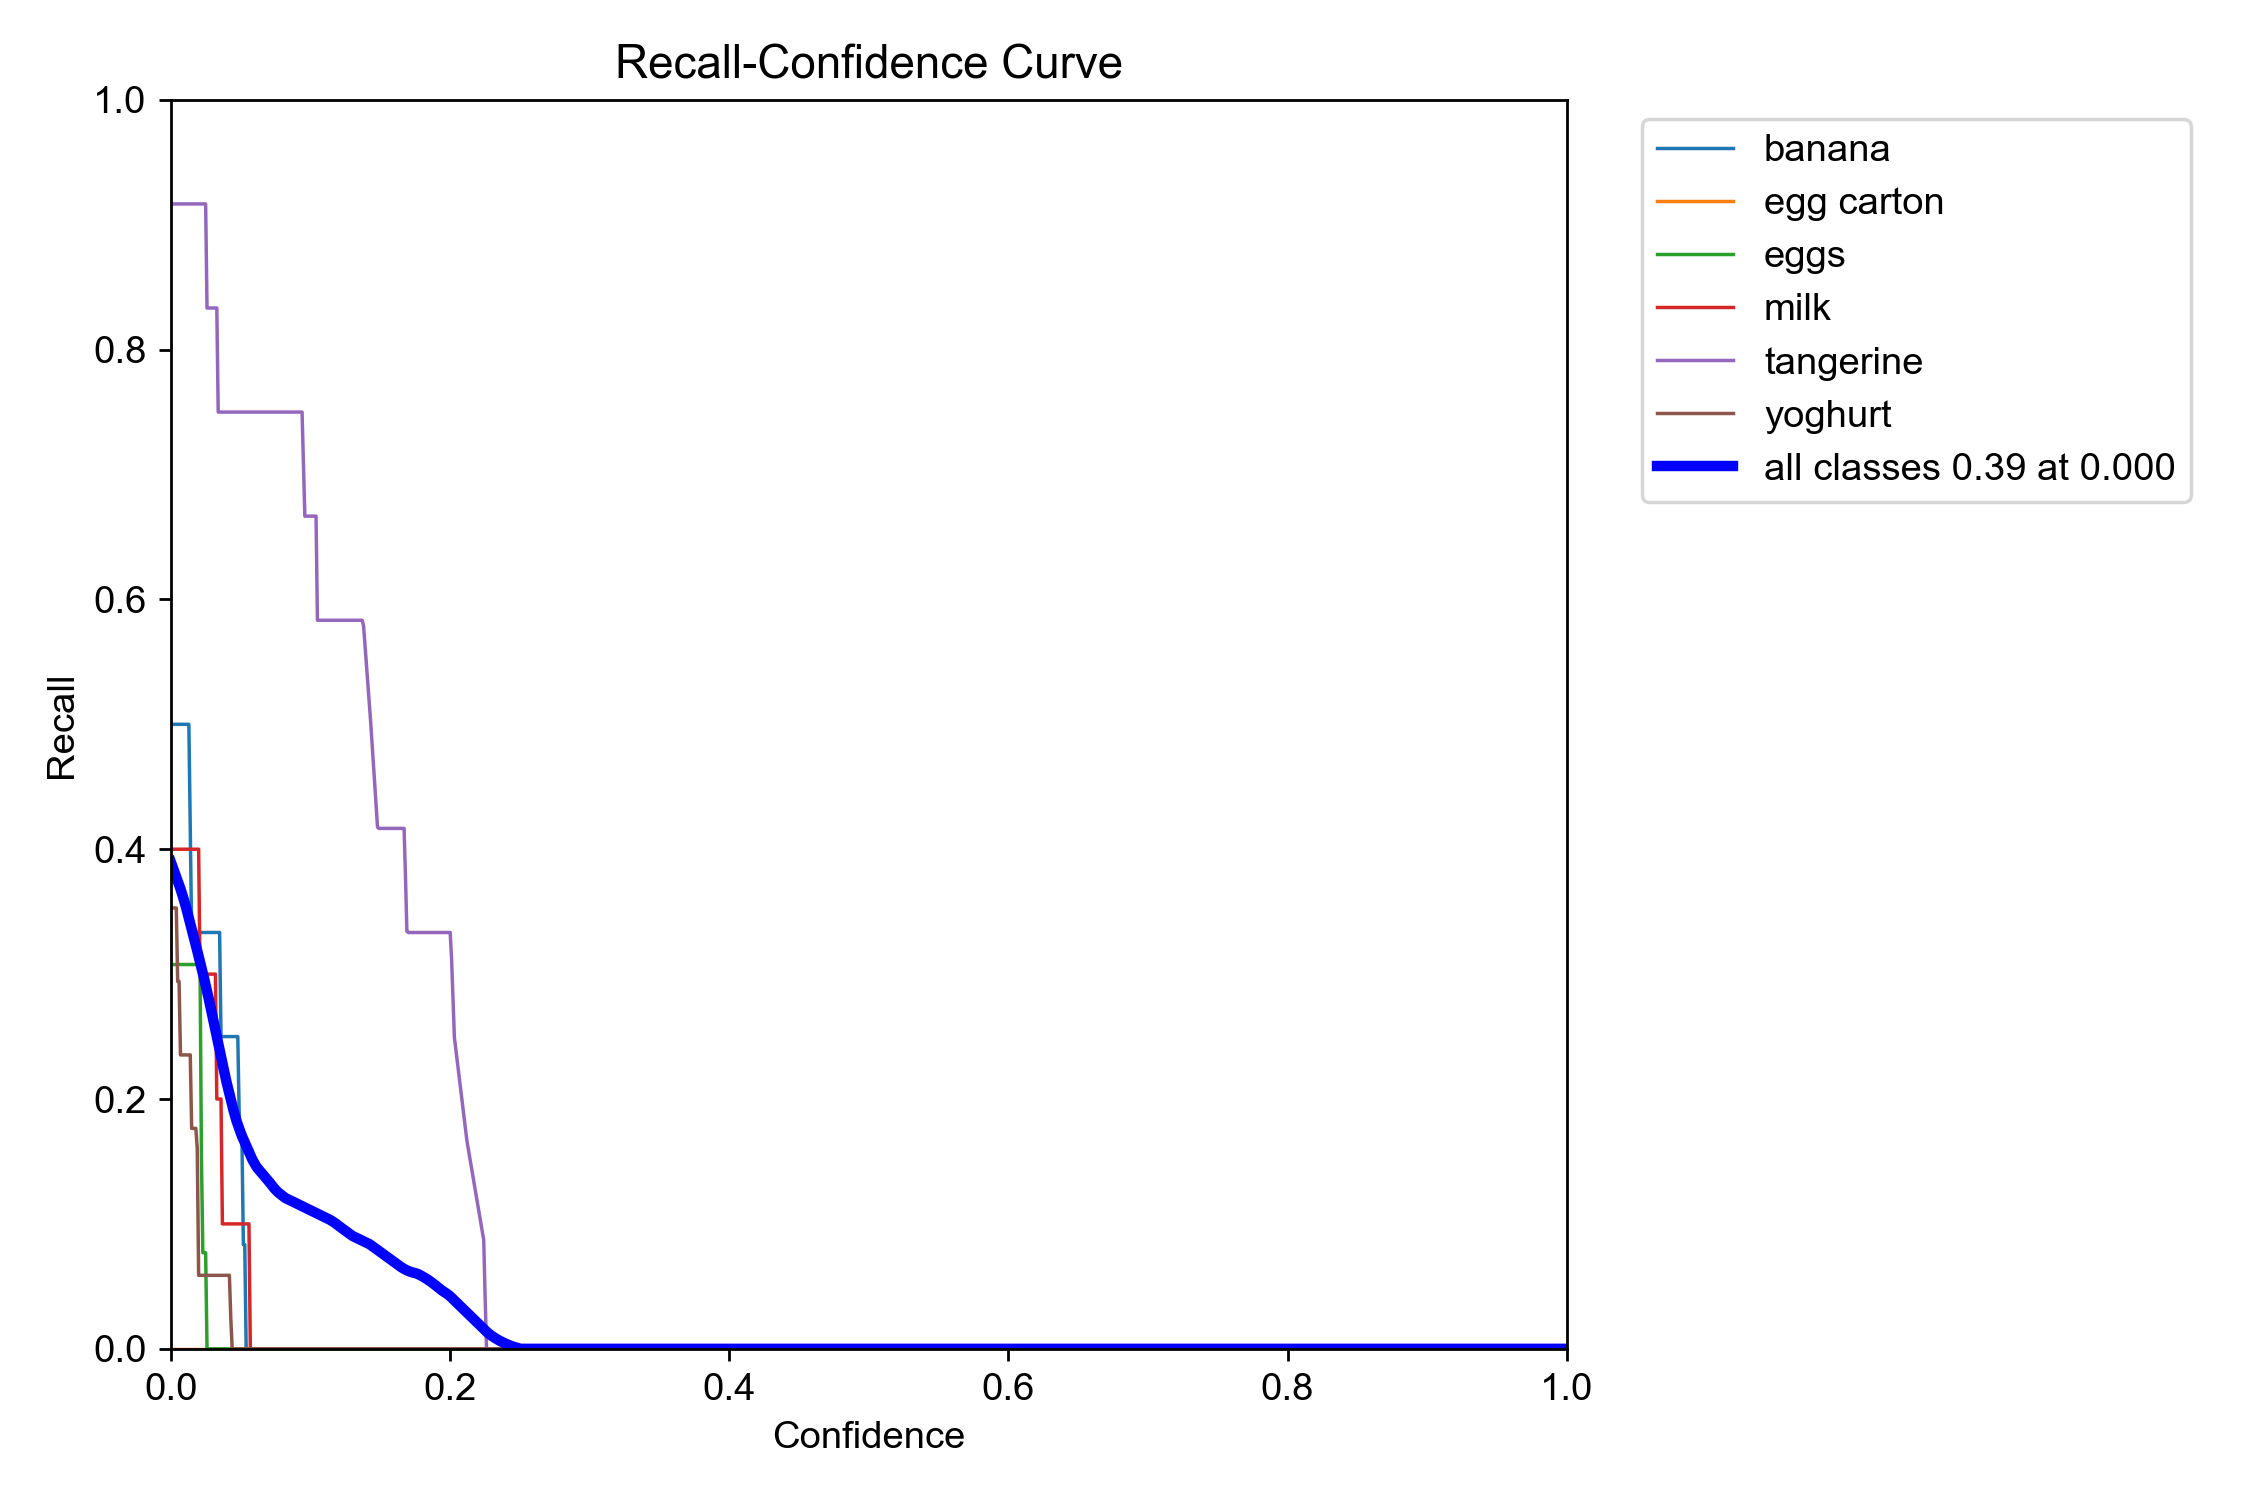 Recall-Confidence Curve
1.0
0.8
0.6
0.4
0.2
0.0
Recall
0.0 0.2 0.4 0.6 0.8 1.0
Confidence
banana
egg carton
eggs
milk
tangerine
yoghurt
all classes 0.39 at 0.000